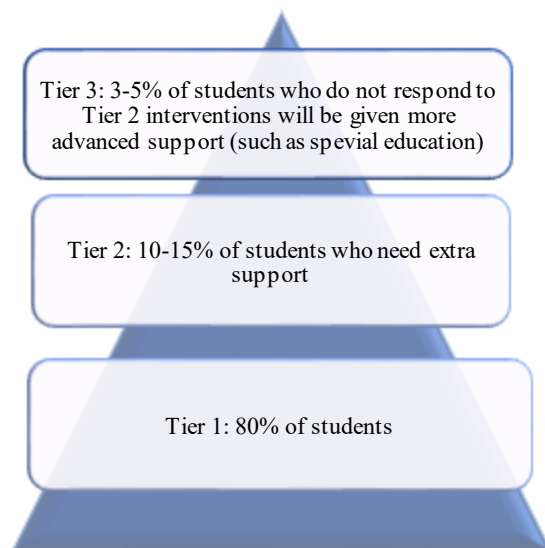 Tier 3: 3-5% of students who do not respond to
Tier 2 interventions will be given more
advanced support (such as spevial education)
Tier 2: 10-15% of students who need extra
support
Tier 1: 80% of students